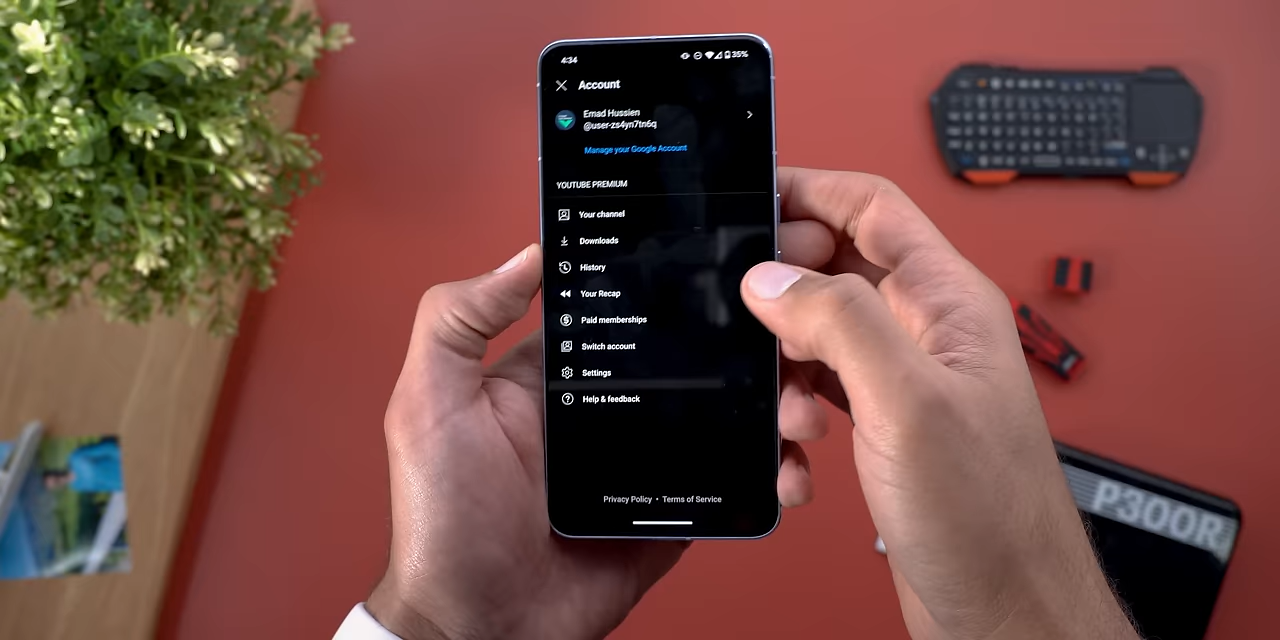 4:34 35%
Account
Emad Hussien
@user-zs4yn7tn6q
Manage your Google Account
YOUTUBE PREMIUM
Your channel
Downloads
History
Your Recap
Paid memberships
Switch account
Settings
Help & feedback
Privacy Policy • Terms of Service
P300R